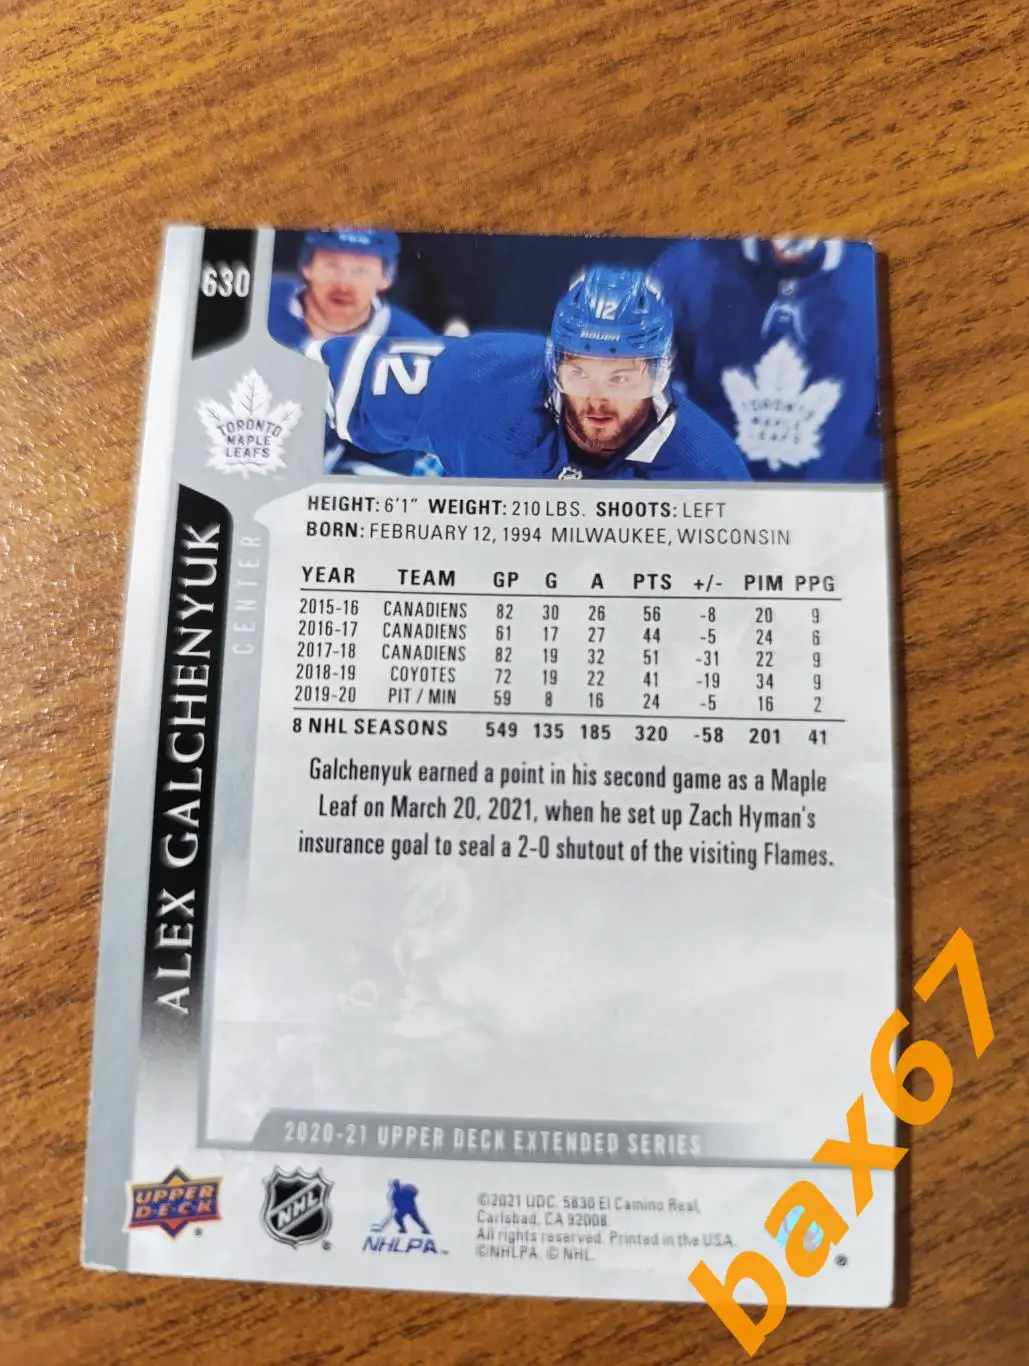 630
12
12
BAUER
TORONTO
MAPLE
LEAFS
TORONTO
MAPLE
LEAFS
ALEX GALCHENYUK
CENTER
HEIGHT: 6'1" WEIGHT: 210 LBS. SHOOTS: LEFT
BORN: FEBRUARY 12, 1994 MILWAUKEE, WISCONSIN
YEAR TEAM GP G A PTS +/- PIM PPG
2015-16 CANADIENS 82 30 26 56 -8 20 9
2016-17 CANADIENS 61 17 27 44 -5 24 6
2017-18 CANADIENS 82 19 32 51 -31 22 9
2018-19 COYOTES 72 19 22 41 -19 34 9
2019-20 PIT / MIN 59 8 16 24 -5 16 2
8 NHL SEASONS 549 135 185 320 -58 201 41
Galchenyuk earned a point in his second game as a Maple
Leaf on March 20, 2021, when he set up Zach Hyman's
insurance goal to seal a 2-0 shutout of the visiting Flames.
2020-21 UPPER DECK EXTENDED SERIES
UPPER
DECK
NHL
NHLPA
©2021 UDC. 5830 El Camino Real,
Carlsbad, CA 92008.
All rights reserved. Printed in the USA.
©NHLPA. © NHL.
bax67